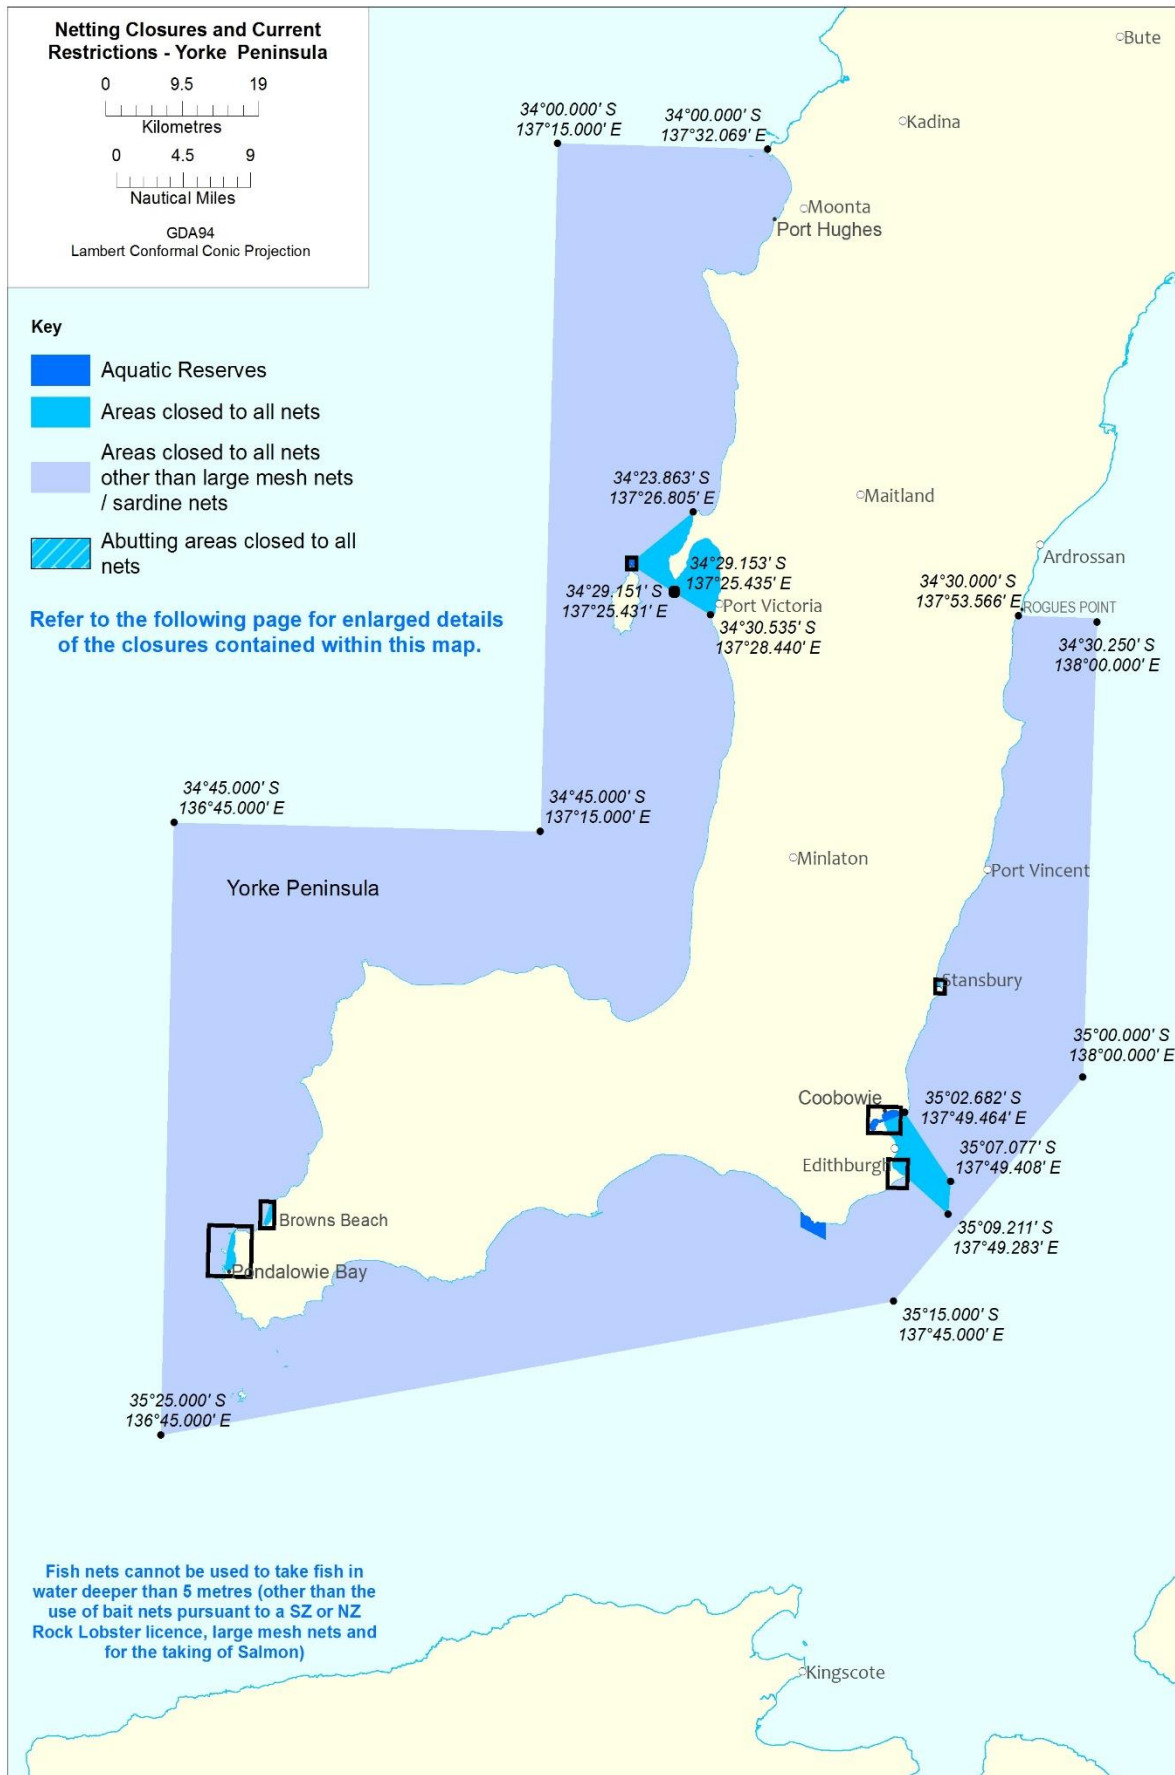 Netting Closures and Current
Restrictions - Yorke  Peninsula
0 9.5 19
Kilometres
0 4.5 9
Nautical Miles
GDA94
Lambert Conformal Conic Projection
Key
Aquatic Reserves
Areas closed to all nets
Areas closed to all nets
other than large mesh nets
/ sardine nets
Abutting areas closed to all
nets
Refer to the following page for enlarged details
of the closures contained within this map.
Bute
34°00.000' S
137°15.000' E
34°00.000' S
137°32.069' E
Kadina
Moonta
Port Hughes
34°23.863' S
137°26.805' E
Maitland
Ardrossan
34°29.153' S
137°25.435' E
34°29.151' S
137°25.431' E
Port Victoria
34°30.535' S
137°28.440' E
34°30.000' S
137°53.566' E
ROGUES POINT
34°30.250' S
138°00.000' E
34°45.000' S
136°45.000' E
34°45.000' S
137°15.000' E
Minlaton
Port Vincent
Yorke Peninsula
Stansbury
35°00.000' S
138°00.000' E
Coobowie
35°02.682' S
137°49.464' E
Edithburgh
35°07.077' S
137°49.408' E
Browns Beach
35°09.211' S
137°49.283' E
Pondalowie Bay
35°15.000' S
137°45.000' E
35°25.000' S
136°45.000' E
Fish nets cannot be used to take fish in
water deeper than 5 metres (other than the
use of bait nets pursuant to a SZ or NZ
Rock Lobster licence, large mesh nets and
for the taking of Salmon)
Kingscote